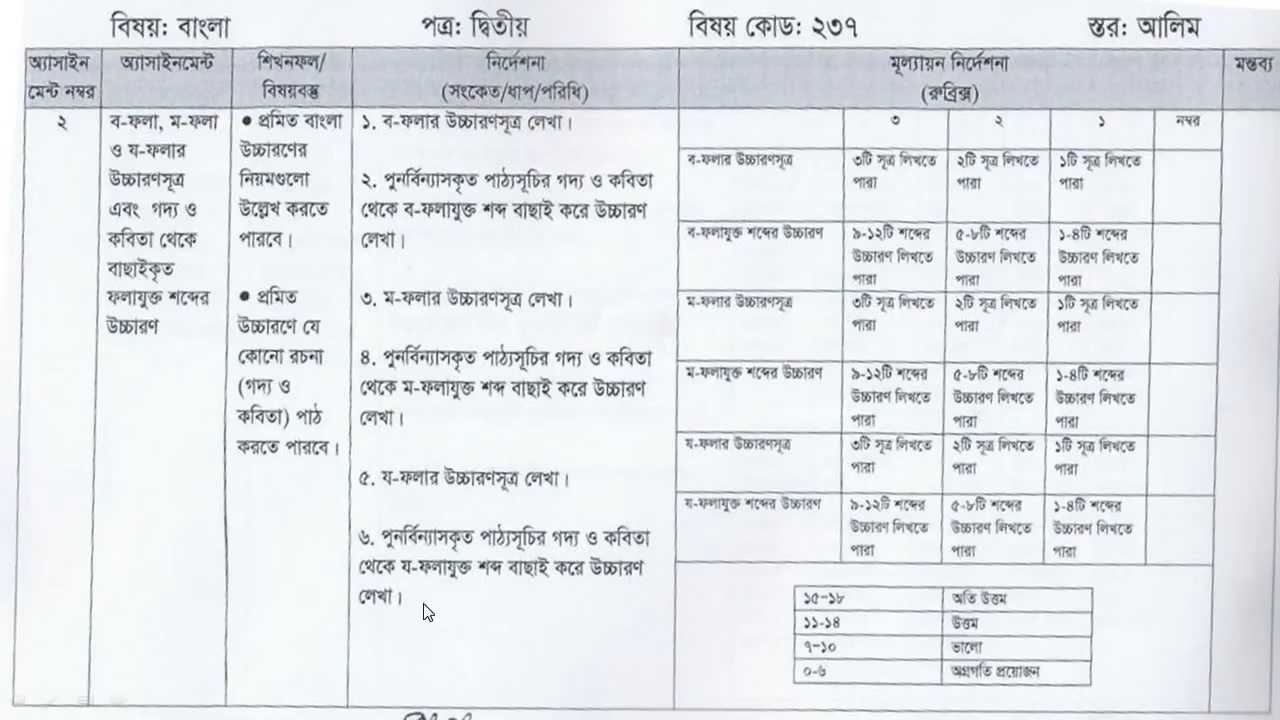 বিষয়: বাংলা পত্র: দ্বিতীয় বিষয় কোড: ২৩৭ স্তর: আলিম
অ্যাসাইন
মেন্ট নম্বর
অ্যাসাইনমেন্ট
শিখনফল/
বিষয়বস্তু
নির্দেশনা
(সংকেত/ধাপ/পরিধি)
মূল্যায়ন নির্দেশনা
(রুব্রিক্স)
মন্তব্য
২
ব-ফলা, ম-ফলা
ও য-ফলার
উচ্চারণসূত্র
এবং গদ্য ও
কবিতা থেকে
বাছাইকৃত
ফলাযুক্ত শব্দের
উচ্চারণ
● প্রমিত বাংলা
উচ্চারণের
নিয়মগুলো
উল্লেখ করতে
পারবে।
● প্রমিত
উচ্চারণে যে
কোনো রচনা
(গদ্য ও
কবিতা) পাঠ
করতে পারবে।
১. ব-ফলার উচ্চারণসূত্র লেখা।
২. পুনর্বিন্যাসকৃত পাঠ্যসূচির গদ্য ও কবিতা
থেকে ব-ফলাযুক্ত শব্দ বাছাই করে উচ্চারণ
লেখা।
৩. ম-ফলার উচ্চারণসূত্র লেখা।
৪. পুনর্বিন্যাসকৃত পাঠ্যসূচির গদ্য ও কবিতা
থেকে ম-ফলাযুক্ত শব্দ বাছাই করে উচ্চারণ
লেখা।
৫. য-ফলার উচ্চারণসূত্র লেখা।
৬. পুনর্বিন্যাসকৃত পাঠ্যসূচির গদ্য ও কবিতা
থেকে য-ফলাযুক্ত শব্দ বাছাই করে উচ্চারণ
লেখা।
৩ ২ ১ নম্বর
ব-ফলার উচ্চারণসূত্র ৩টি সূত্র লিখতে ২টি সূত্র লিখতে ১টি সূত্র লিখতে
পারা পারা পারা
ব-ফলাযুক্ত শব্দের উচ্চারণ ৯-১২টি শব্দের ৫-৮টি শব্দের ১-৪টি শব্দের
উচ্চারণ লিখতে উচ্চারণ লিখতে উচ্চারণ লিখতে
পারা পারা পারা
ম-ফলার উচ্চারণসূত্র ৩টি সূত্র লিখতে ২টি সূত্র লিখতে ১টি সূত্র লিখতে
পারা পারা পারা
ম-ফলাযুক্ত শব্দের উচ্চারণ ৯-১২টি শব্দের ৫-৮টি শব্দের ১-৪টি শব্দের
উচ্চারণ লিখতে উচ্চারণ লিখতে উচ্চারণ লিখতে
পারা পারা পারা
য-ফলার উচ্চারণসূত্র ৩টি সূত্র লিখতে ২টি সূত্র লিখতে ১টি সূত্র লিখতে
পারা পারা পারা
য-ফলাযুক্ত শব্দের উচ্চারণ ৯-১২টি শব্দের ৫-৮টি শব্দের ১-৪টি শব্দের
উচ্চারণ লিখতে উচ্চারণ লিখতে উচ্চারণ লিখতে
পারা পারা পারা
১৫-১৮ অতি উত্তম
১১-১৪ উত্তম
৭-১০ ভালো
০-৬ অগ্রগতি প্রয়োজন